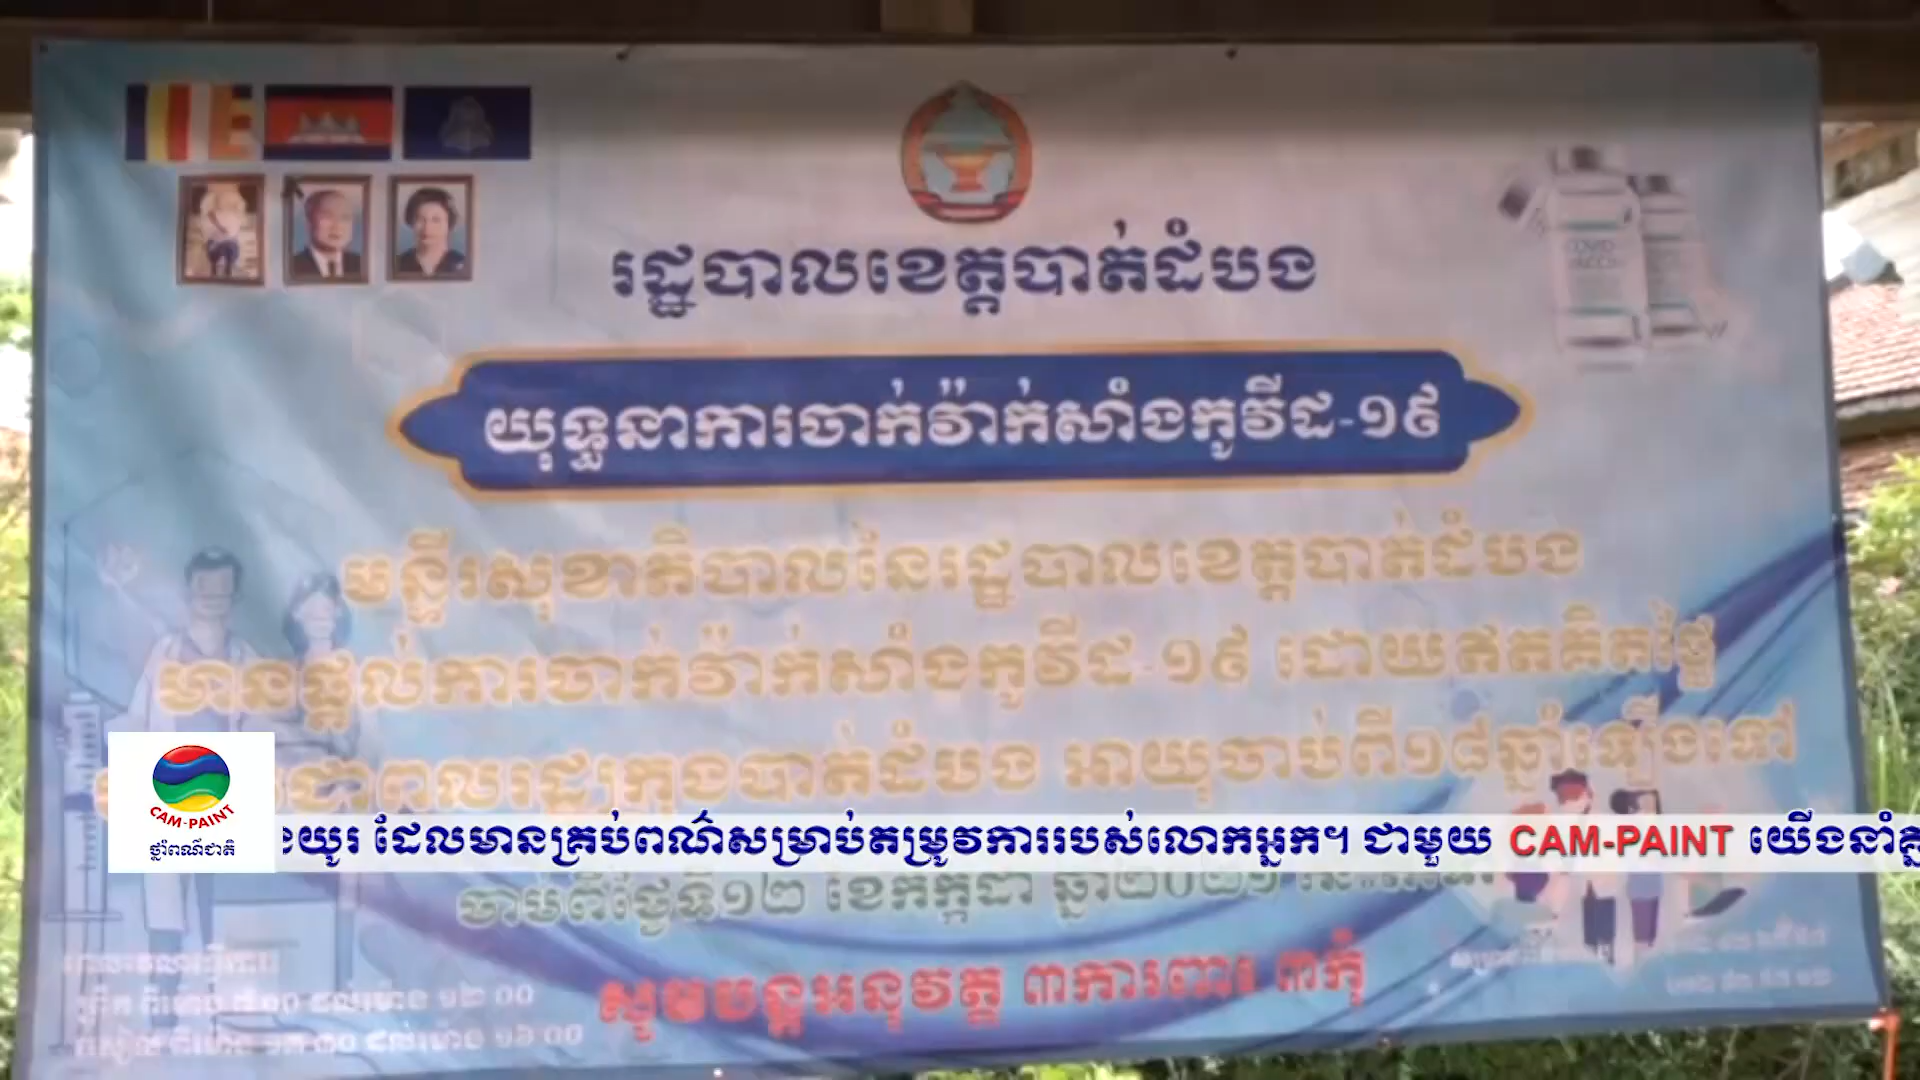 រដ្ឋបាលខេត្តបាត់ដំបង
COVID
យុទ្ធនាការចាក់វ៉ាក់សាំងកូវីដ-១៩
មន្ទីរសុខាភិបាលនៃរដ្ឋបាលខេត្តបាត់ដំបង
មានផ្តល់ការចាក់វ៉ាក់សាំងកូវីដ-១៩ ដោយឥតគិតថ្លៃ
ប្រជាពលរដ្ឋក្រុងបាត់ដំបង អាយុចាប់ពី១៨ឆ្នាំឡើងទៅ
CAM-PAINT
ថ្នាំពណ៌ជាតិ
យូរ ដែលមានគ្រប់ពណ៌សម្រាប់តម្រូវការរបស់លោកអ្នក។ ជាមួយ CAM-PAINT យើងនាំ
ចាប់ពីថ្ងៃទី១២ ខែកក្កដា ឆ្នាំ២០២១
សូមបន្តអនុវត្ត ៣ការពារ ៣កុំ